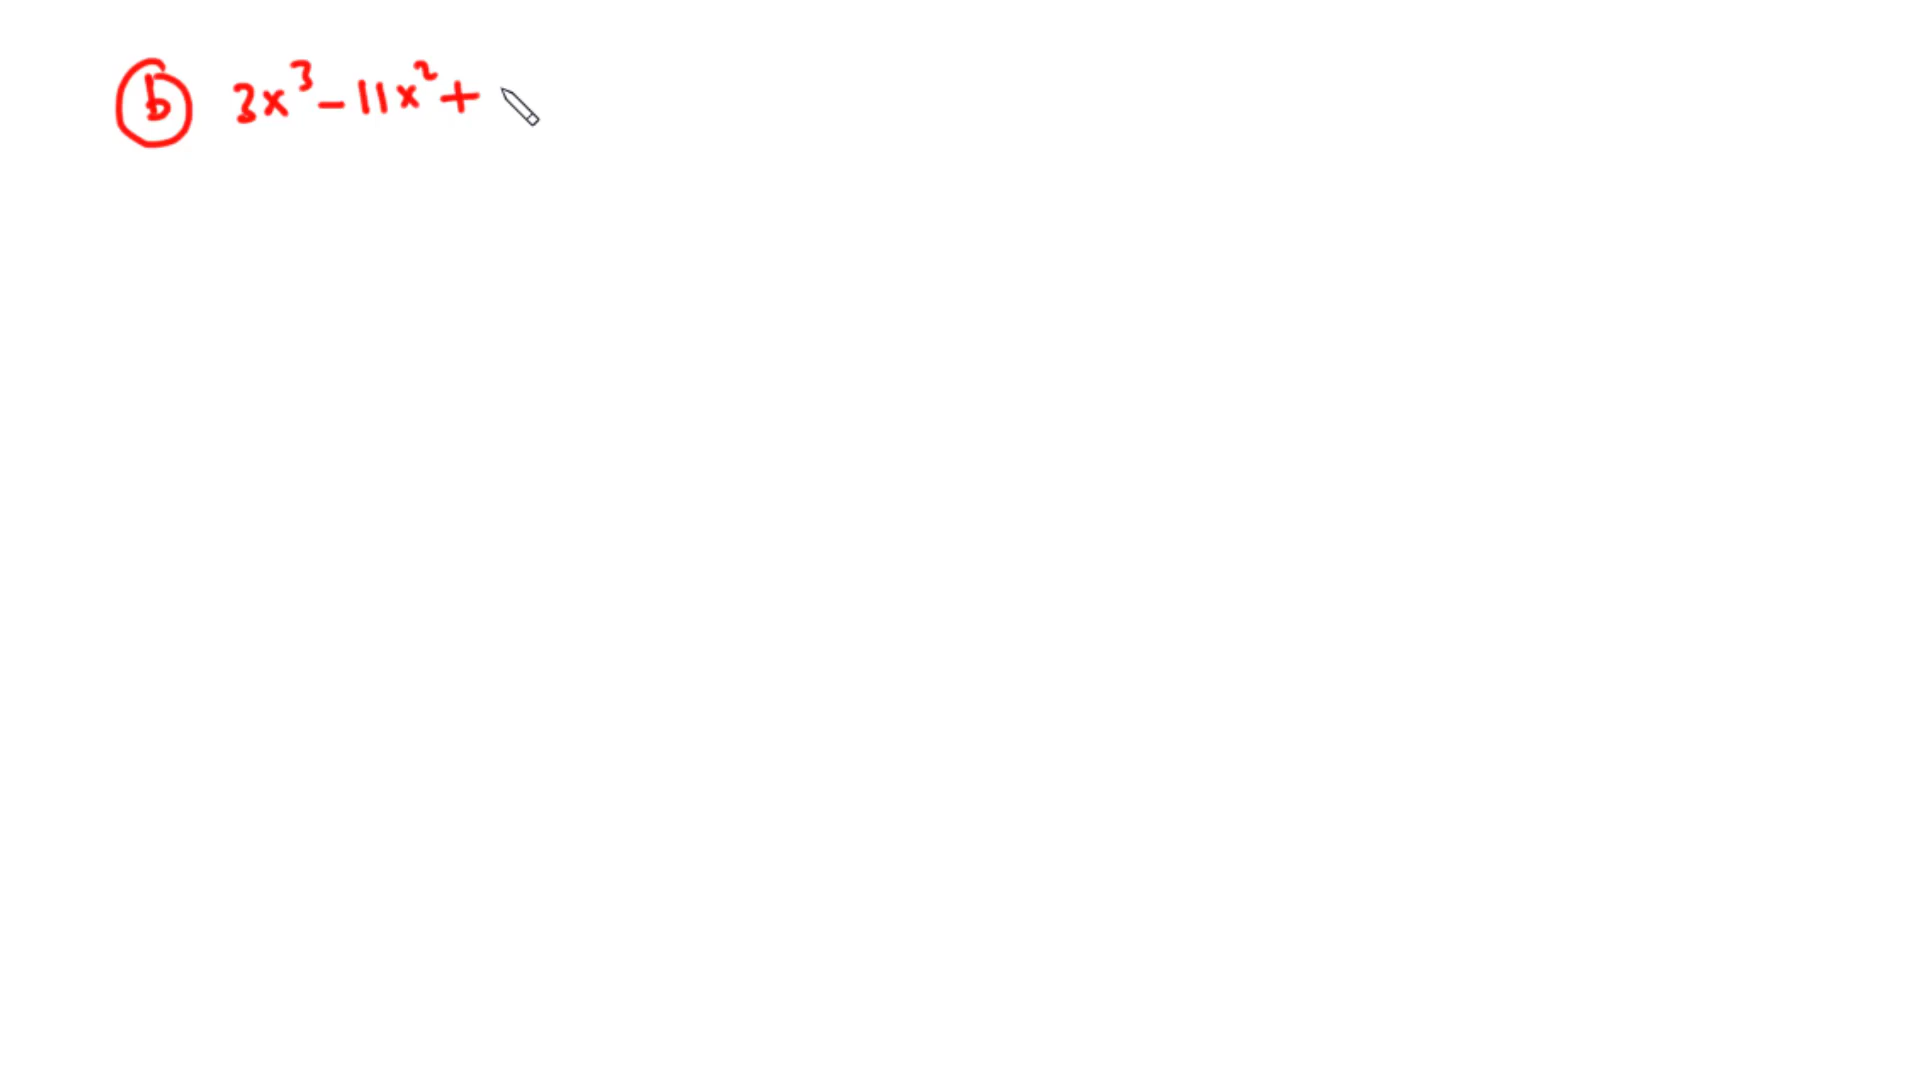 ⓑ 3x³ - 11x² +